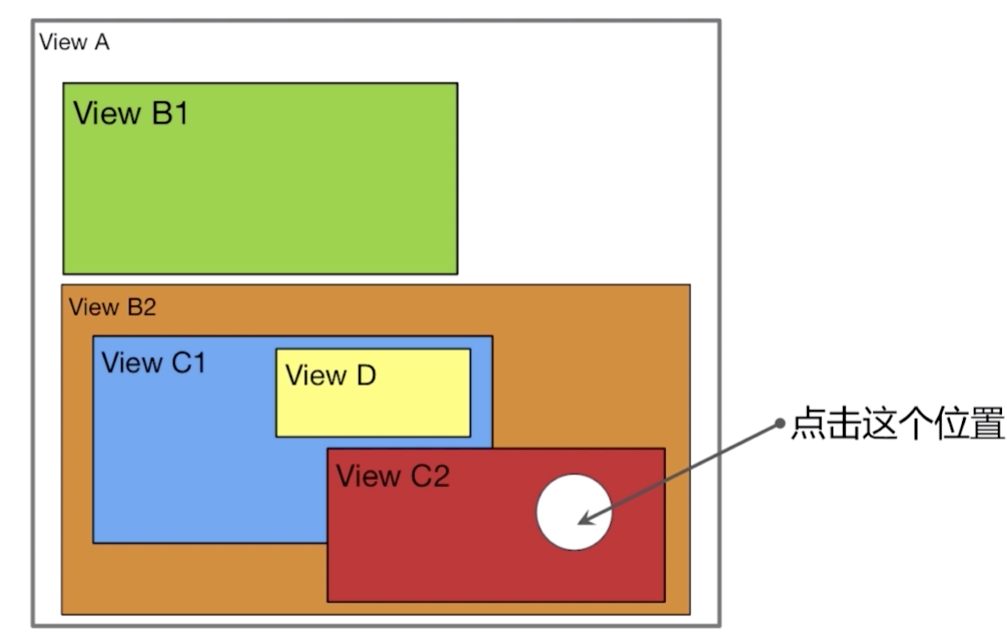 View A
View B1
View B2
View C1
View D
点击这个位置
View C2